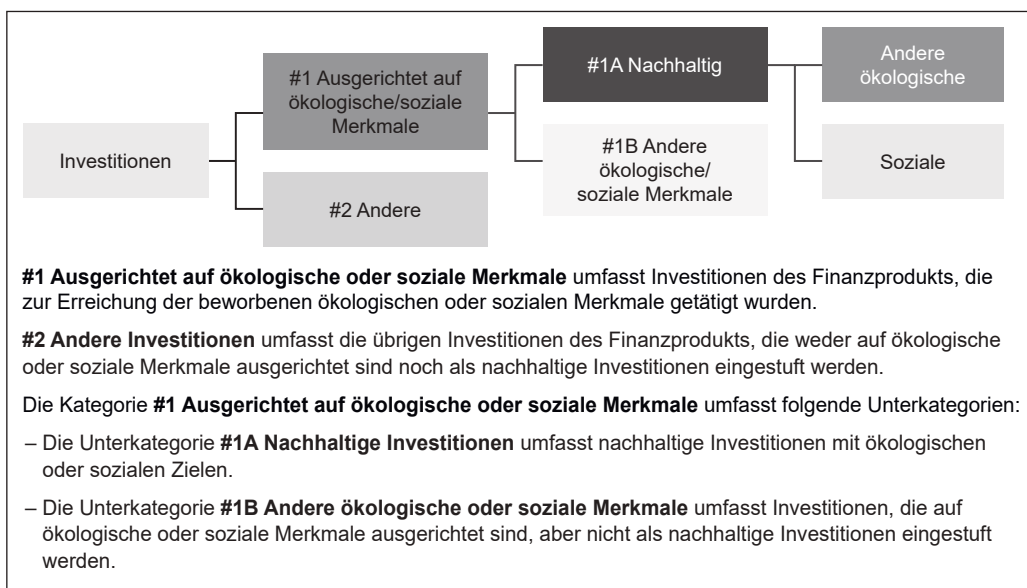 Investitionen
#1 Ausgerichtet auf
ökologische/soziale
Merkmale
#2 Andere
#1A Nachhaltig
#1B Andere
ökologische/
soziale Merkmale
Andere
ökologische
Soziale
#1 Ausgerichtet auf ökologische oder soziale Merkmale umfasst Investitionen des Finanzprodukts, die
zur Erreichung der beworbenen ökologischen oder sozialen Merkmale getätigt wurden.
#2 Andere Investitionen umfasst die übrigen Investitionen des Finanzprodukts, die weder auf ökologische
oder soziale Merkmale ausgerichtet sind noch als nachhaltige Investitionen eingestuft werden.
Die Kategorie #1 Ausgerichtet auf ökologische oder soziale Merkmale umfasst folgende Unterkategorien:
– Die Unterkategorie #1A Nachhaltige Investitionen umfasst nachhaltige Investitionen mit ökologischen
oder sozialen Zielen.
– Die Unterkategorie #1B Andere ökologische oder soziale Merkmale umfasst Investitionen, die auf
ökologische oder soziale Merkmale ausgerichtet sind, aber nicht als nachhaltige Investitionen eingestuft
werden.